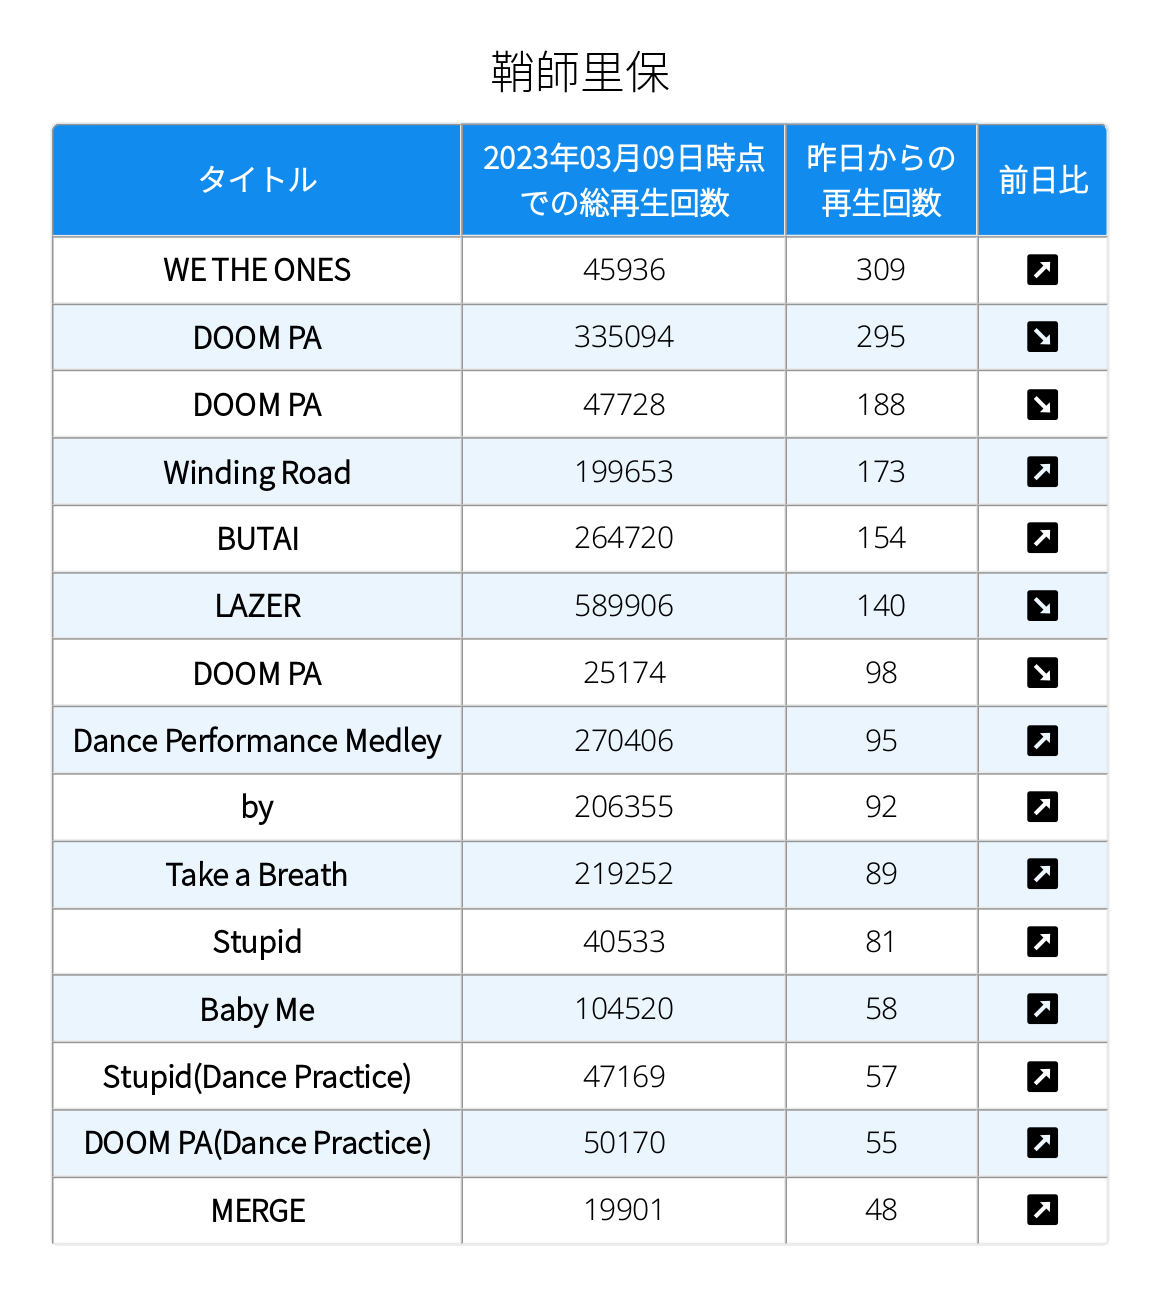 鞘師里保
タイトル 2023年03月09日時点 昨日からの 前日比
での総再生回数 再生回数
WE THE ONES 45936 309
DOOM PA 335094 295
DOOM PA 47728 188
Winding Road 199653 173
BUTAI 264720 154
LAZER 589906 140
DOOM PA 25174 98
Dance Performance Medley 270406 95
by 206355 92
Take a Breath 219252 89
Stupid 40533 81
Baby Me 104520 58
Stupid(Dance Practice) 47169 57
DOOM PA(Dance Practice) 50170 55
MERGE 19901 48